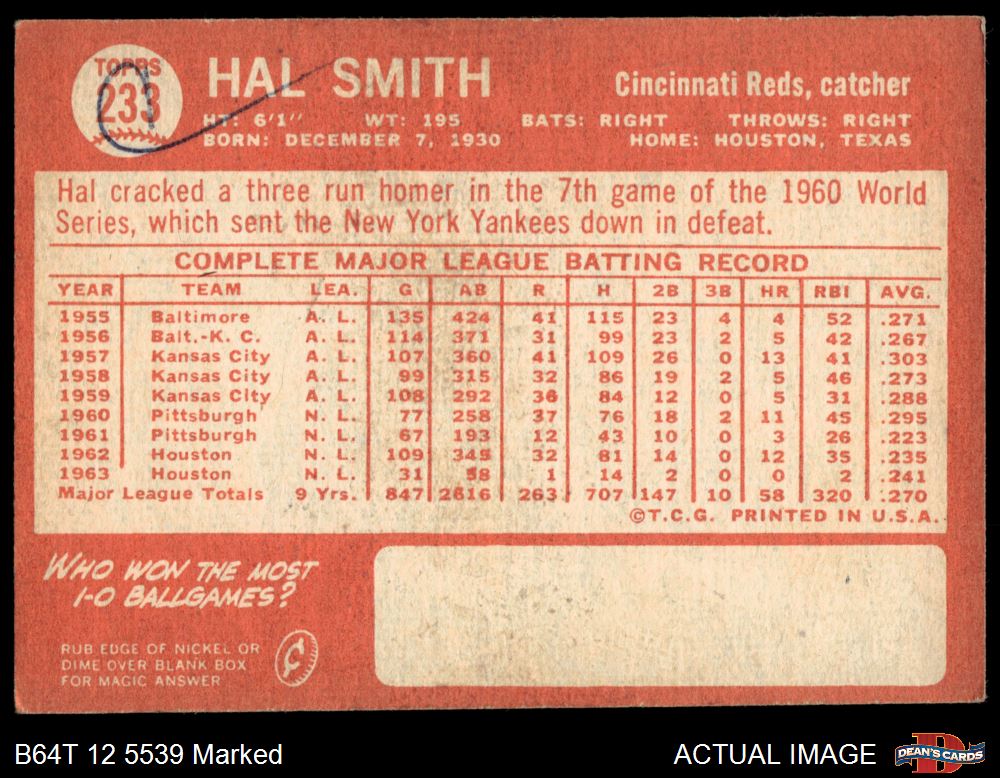 TOPPS
233
HAL SMITH
Cincinnati Reds, catcher
HT: 6'1" WT: 195 BATS: RIGHT THROWS: RIGHT
BORN: DECEMBER 7, 1930 HOME: HOUSTON, TEXAS
Hal cracked a three run homer in the 7th game of the 1960 World
Series, which sent the New York Yankees down in defeat.
COMPLETE MAJOR LEAGUE BATTING RECORD
YEAR TEAM LEA. G AB R H 2B 3B HR RBI AVG.
1955 Baltimore A. L. 135 424 41 115 23 4 4 52 .271
1956 Balt.-K. C. A. L. 114 371 31 99 23 2 5 42 .267
1957 Kansas City A. L. 107 360 41 109 26 0 13 41 .303
1958 Kansas City A. L. 99 315 32 86 19 2 5 46 .273
1959 Kansas City A. L. 108 292 36 84 12 0 5 31 .288
1960 Pittsburgh N. L. 77 258 37 76 18 2 11 45 .295
1961 Pittsburgh N. L. 67 193 12 43 10 0 3 26 .223
1962 Houston N. L. 109 345 32 81 14 0 12 35 .235
1963 Houston N. L. 31 58 1 14 2 0 0 2 .241
Major League Totals 9 Yrs. 847 2616 263 707 147 10 58 320 .270
©T.C.G. PRINTED IN U.S.A.
WHO WON THE MOST
1-0 BALLGAMES?
RUB EDGE OF NICKEL OR
DIME OVER BLANK BOX
FOR MAGIC ANSWER
¢
B64T 12 5539 Marked
ACTUAL IMAGE
DEAN'S CARDS